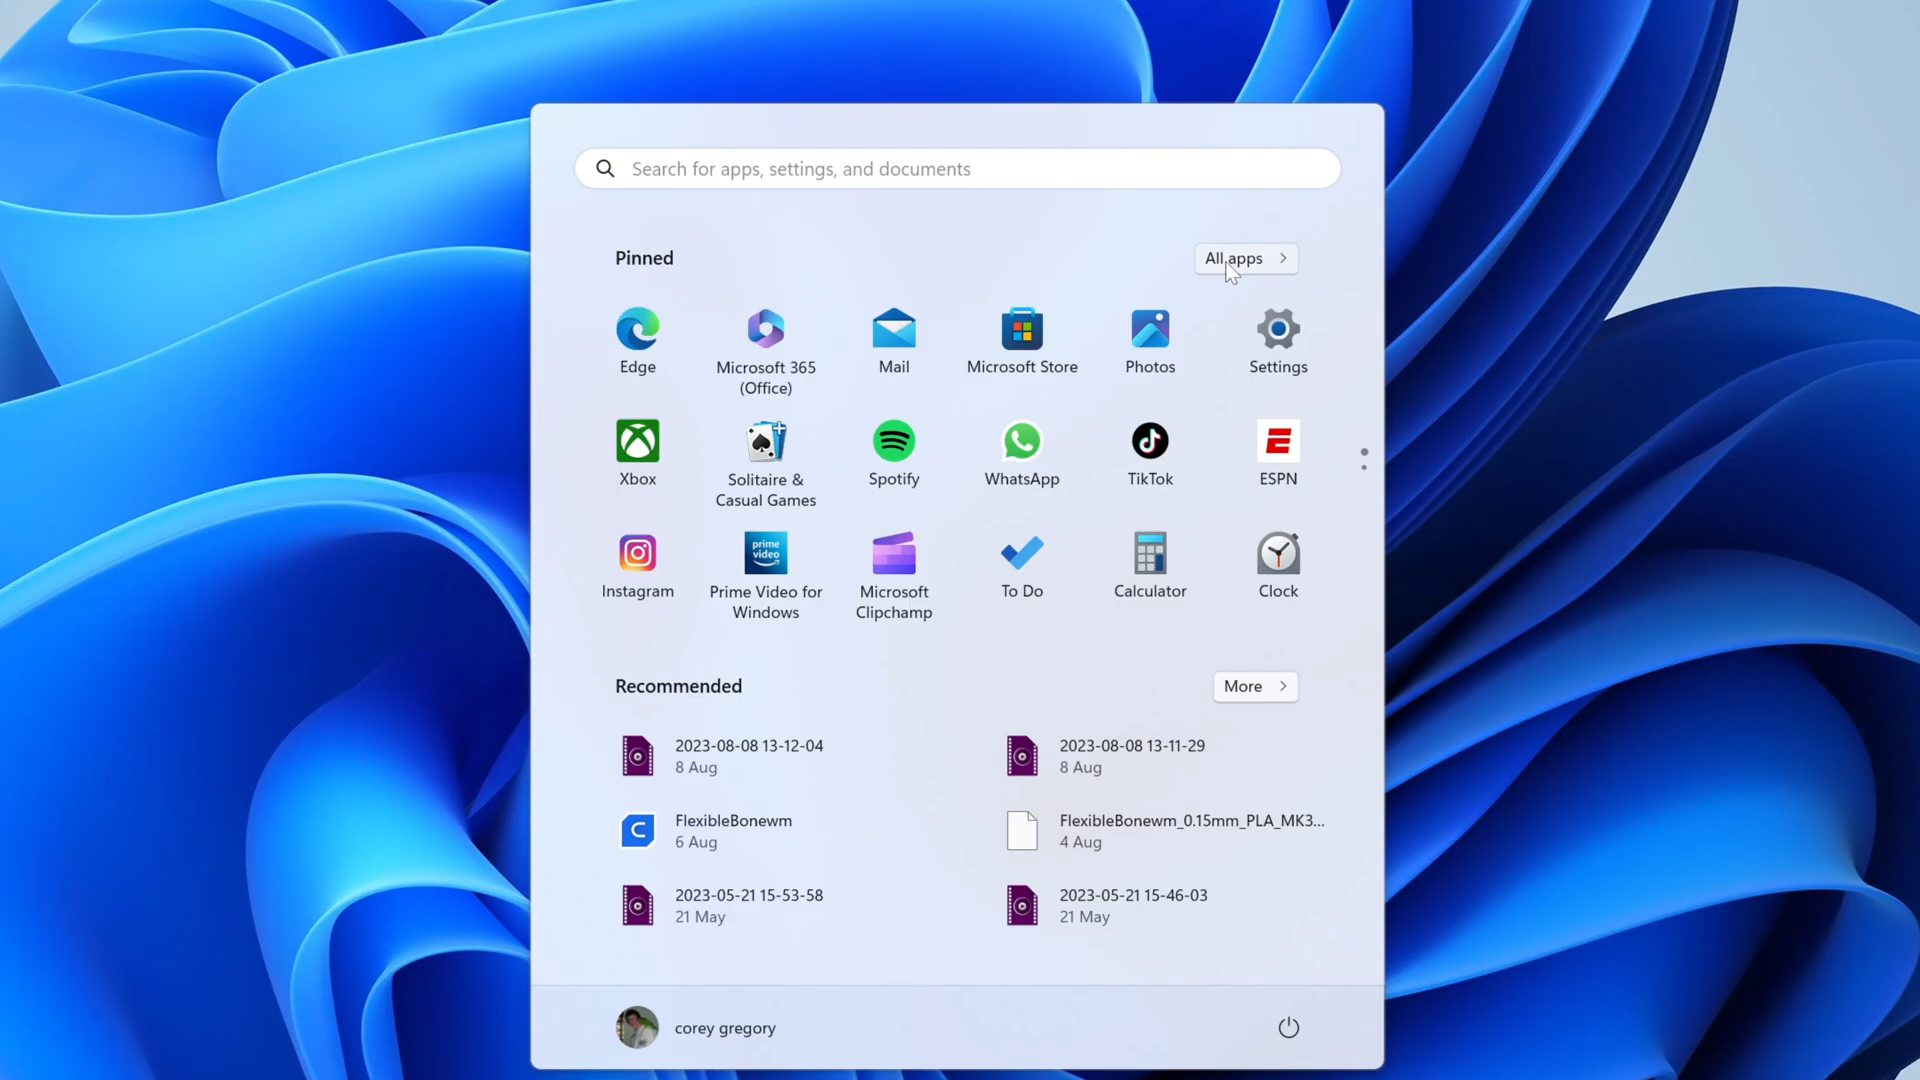 Search for apps, settings, and documents
Pinned
All apps
Edge
Microsoft 365
(Office)
Mail
Microsoft Store
Photos
Settings
Xbox
Solitaire &
Casual Games
Spotify
WhatsApp
TikTok
ESPN
Instagram
prime
video
Prime Video for
Windows
Microsoft
Clipchamp
To Do
Calculator
Clock
Recommended
More
2023-08-08 13-12-04
8 Aug
2023-08-08 13-11-29
8 Aug
FlexibleBonewm
6 Aug
FlexibleBonewm_0.15mm_PLA_MK3...
4 Aug
2023-05-21 15-53-58
21 May
2023-05-21 15-46-03
21 May
corey gregory